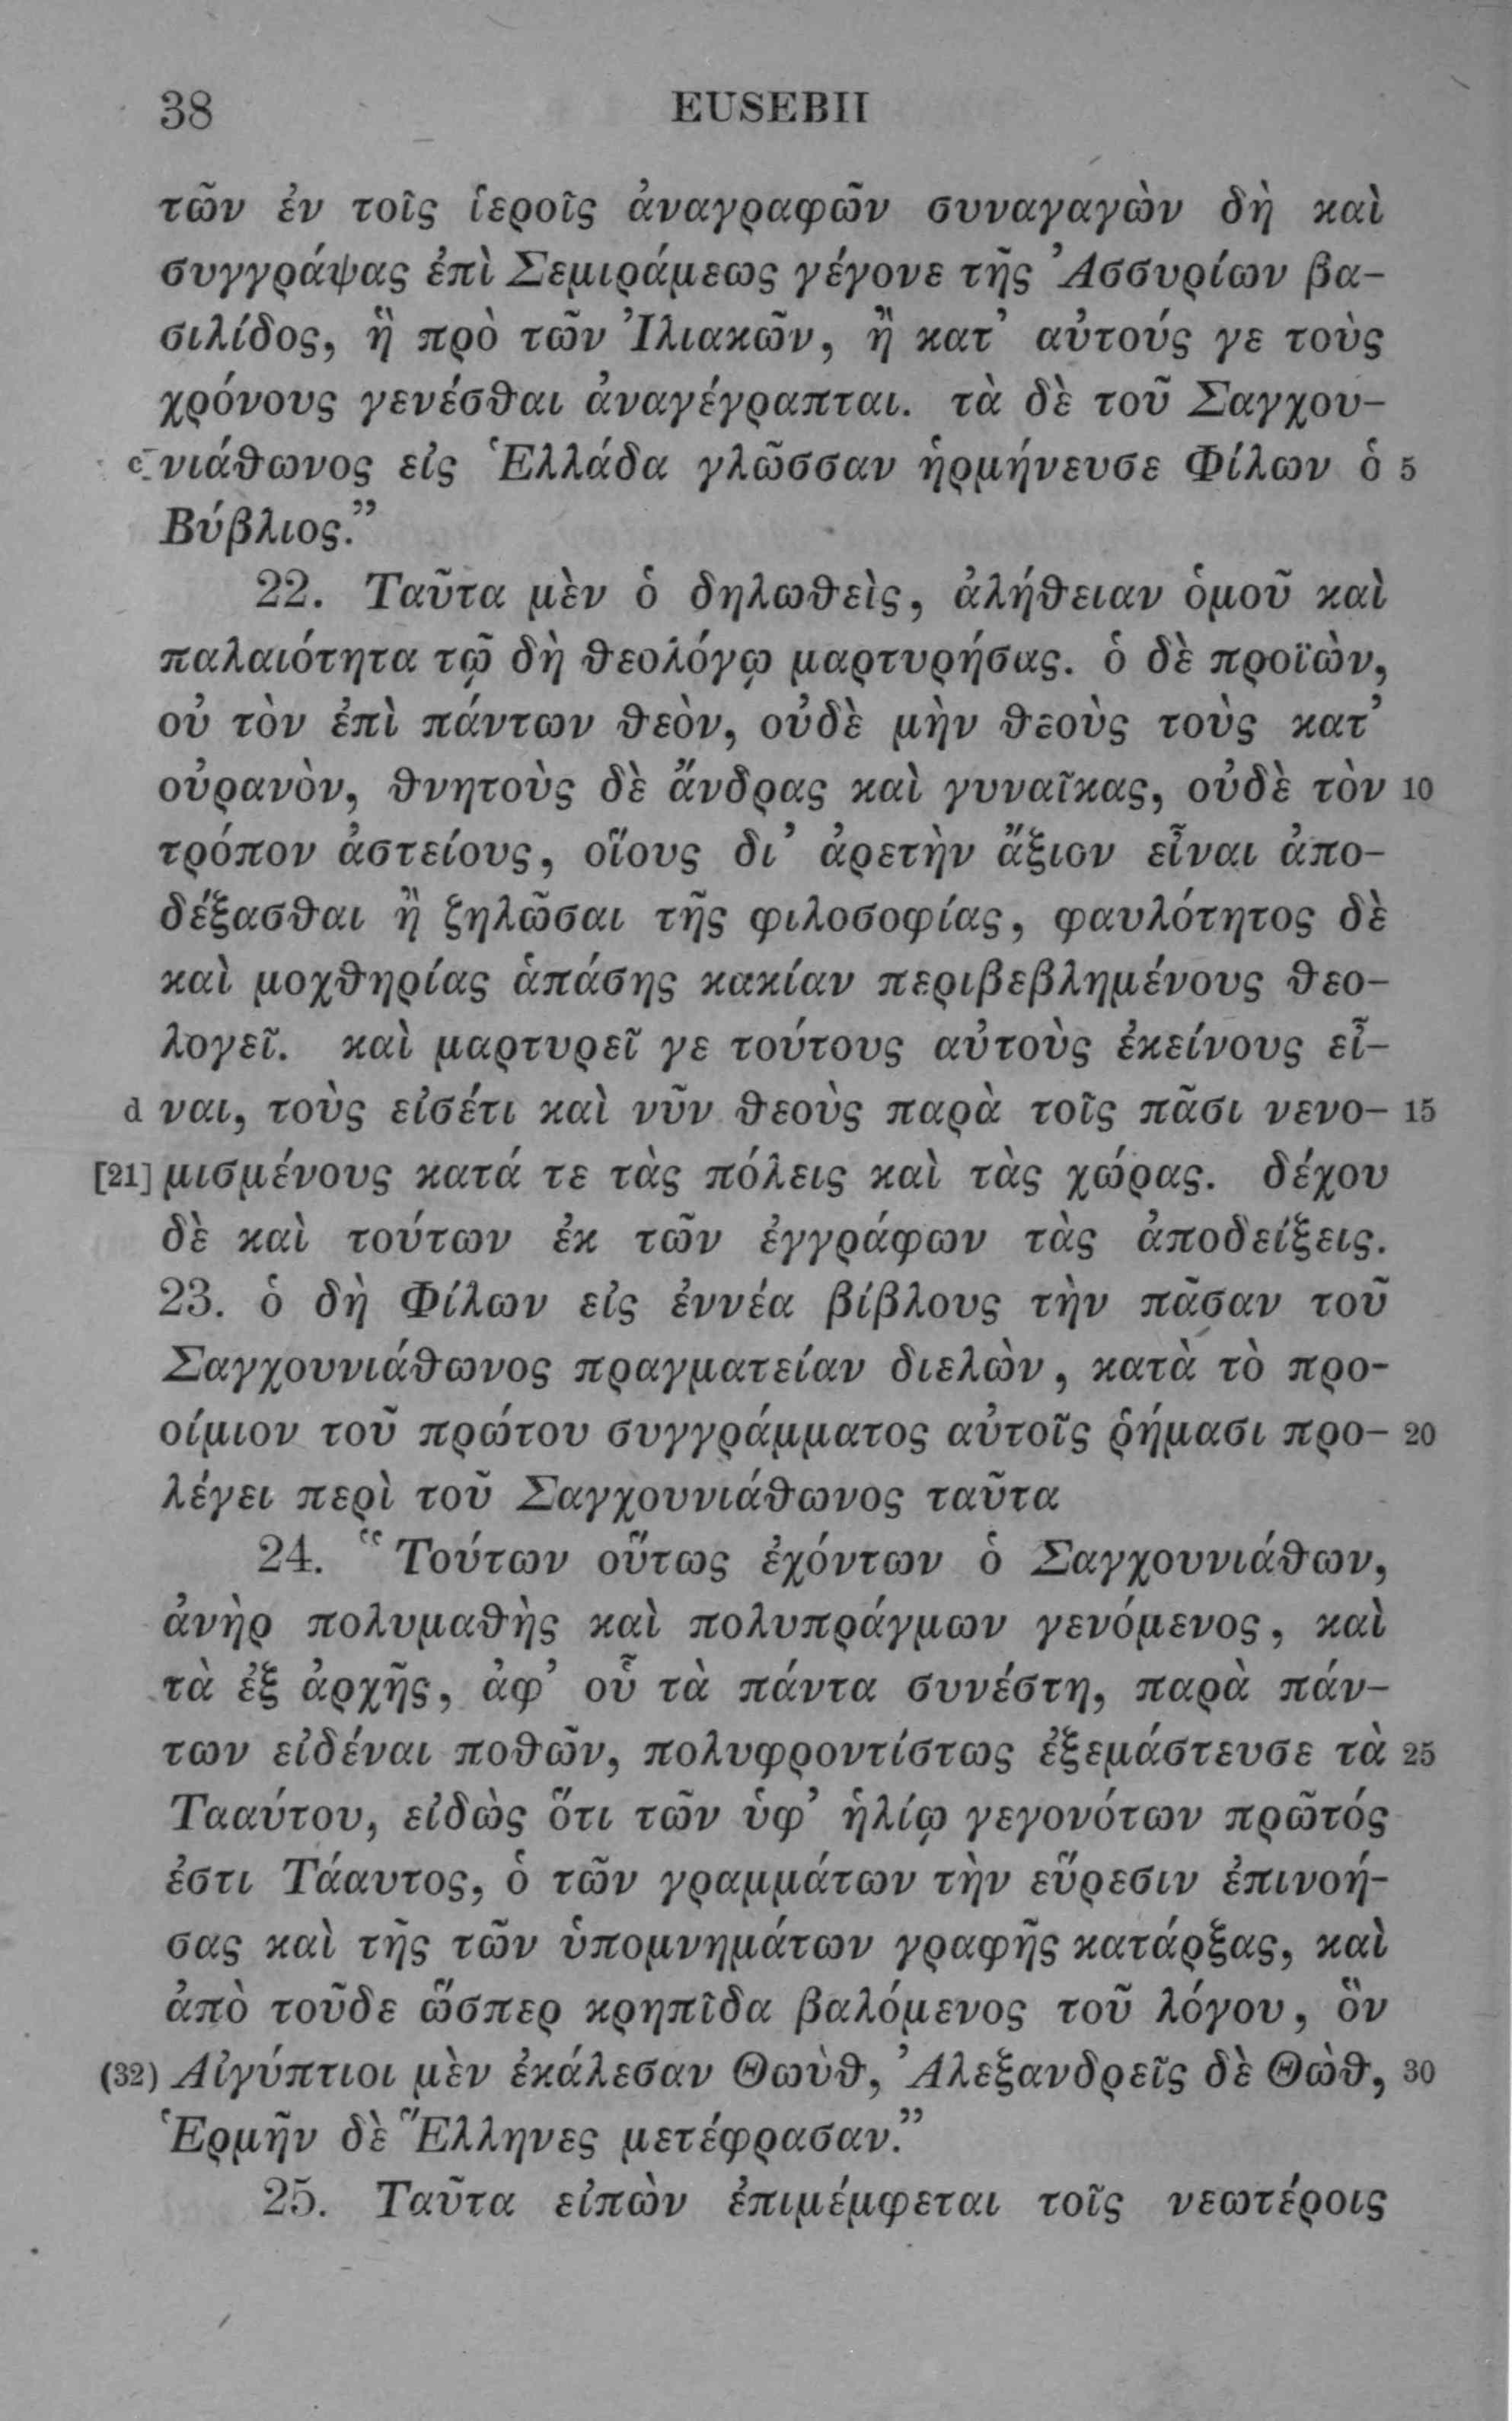 38 EUSEBII
τῶν ἐν τοῖς ἱεροῖς ἀναγραφῶν συναγαγὼν δὴ καὶ
συγγράψας ἐπὶ Σεμιράμεως γέγονε τῆς Ἀσσυρίων βα-
σιλίδος, ἣ πρὸ τῶν Ἰλιακῶν, ἢ κατ’ αὐτούς γε τοὺς
χρόνους γενέσθαι ἀναγέγραπται. τὰ δὲ τοῦ Σαγχου-
c νιάθωνος εἰς Ἑλλάδα γλῶσσαν ἡρμήνευσε Φίλων ὁ 5
Βύβλιος.”
22. Ταῦτα μὲν ὁ δηλωθεὶς, ἀλήθειαν ὁμοῦ καὶ
παλαιότητα τῷ δὴ θεολόγῳ μαρτυρήσας. ὁ δὲ προϊὼν,
οὐ τὸν ἐπὶ πάντων θεὸν, οὐδὲ μὴν θεοὺς τοὺς κατ’
οὐρανὸν, θνητοὺς δὲ ἄνδρας καὶ γυναῖκας, οὐδὲ τὸν 10
τρόπον ἀστείους, οἵους δι’ ἀρετὴν ἄξιον εἶναι ἀπο-
δέξασθαι ἢ ζηλῶσαι τῆς φιλοσοφίας, φαυλότητος δὲ
καὶ μοχθηρίας ἁπάσης κακίαν περιβεβλημένους θεο-
λογεῖ. καὶ μαρτυρεῖ γε τούτους αὐτοὺς ἐκείνους εἶ-
d ναι, τοὺς εἰσέτι καὶ νῦν θεοὺς παρὰ τοῖς πᾶσι νενο- 15
[21] μισμένους κατά τε τὰς πόλεις καὶ τὰς χώρας. δέχου
δὲ καὶ τούτων ἐκ τῶν ἐγγράφων τὰς ἀποδείξεις.
23. ὁ δὴ Φίλων εἰς ἐννέα βίβλους τὴν πᾶσαν τοῦ
Σαγχουνιάθωνος πραγματείαν διελὼν, κατὰ τὸ προ-
οίμιον τοῦ πρώτου συγγράμματος αὐτοῖς ῥήμασι προ- 20
λέγει περὶ τοῦ Σαγχουνιάθωνος ταῦτα
24. “Τούτων οὕτως ἐχόντων ὁ Σαγχουνιάθων,
ἀνὴρ πολυμαθὴς καὶ πολυπράγμων γενόμενος, καὶ
τὰ ἐξ ἀρχῆς, ἀφ’ οὗ τὰ πάντα συνέστη, παρὰ πάν-
των εἰδέναι ποθῶν, πολυφροντίστως ἐξεμάστευσε τὰ 25
Τααύτου, εἰδὼς ὅτι τῶν ὑφ’ ἡλίῳ γεγονότων πρῶτός
ἐστι Τάαυτος, ὁ τῶν γραμμάτων τὴν εὕρεσιν ἐπινοή-
σας καὶ τῆς τῶν ὑπομνημάτων γραφῆς κατάρξας, καὶ
ἀπὸ τοῦδε ὥσπερ κρηπῖδα βαλόμενος τοῦ λόγου, ὃν
(32) Αἰγύπτιοι μὲν ἐκάλεσαν Θωὺθ, Ἀλεξανδρεῖς δὲ Θὼθ, 30
Ἑρμῆν δὲ Ἕλληνες μετέφρασαν.”
25. Ταῦτα εἰπὼν ἐπιμέμφεται τοῖς νεωτέροις